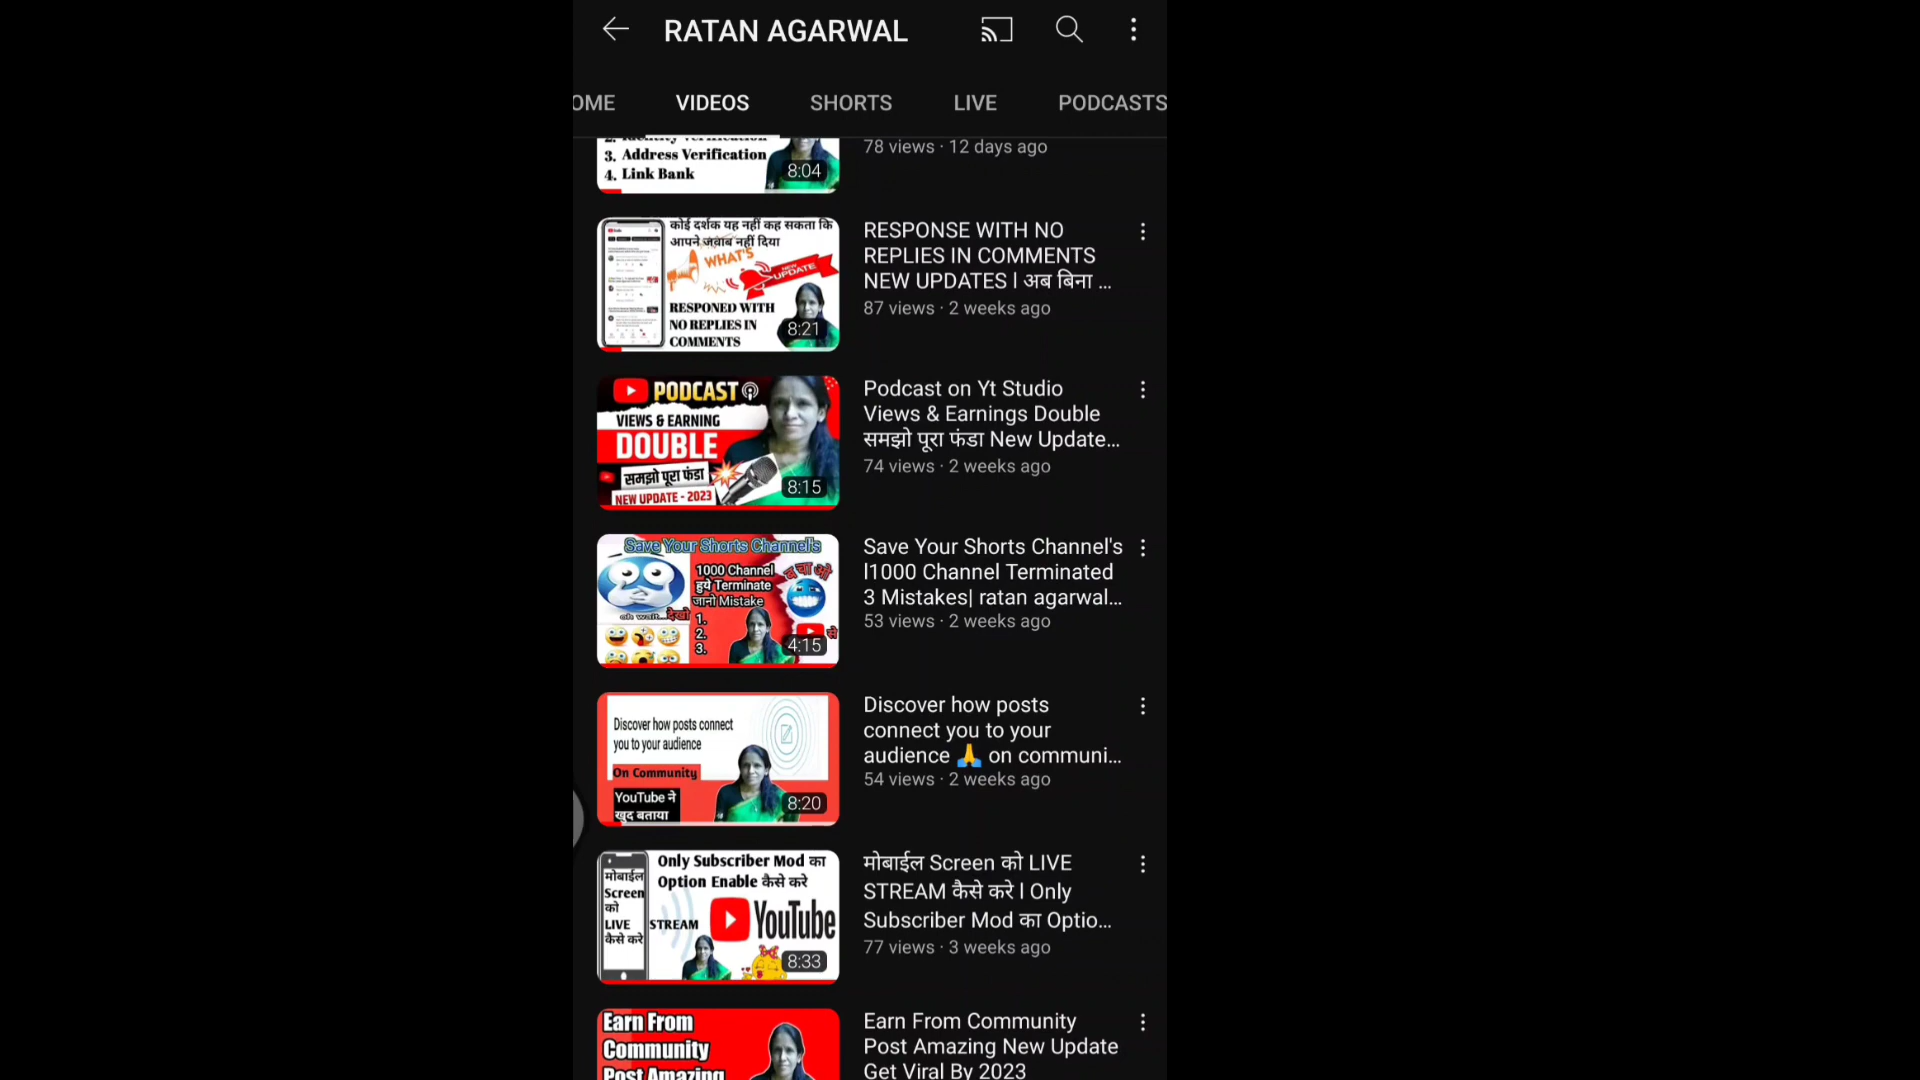 RATAN AGARWAL
OME VIDEOS SHORTS LIVE PODCASTS
3. Address Verification
4. Link Bank
8:04
78 views · 12 days ago
कोई दर्शक यह नहीं कह सकता कि
आपने जवाब नहीं दिया
WHAT'S
NEW
UPDATE
RESPONED WITH
NO REPLIES IN
COMMENTS
8:21
RESPONSE WITH NO
REPLIES IN COMMENTS
NEW UPDATES l अब बिना ...
87 views · 2 weeks ago
PODCAST
VIEWS & EARNING
DOUBLE
समझो पूरा फंडा
NEW UPDATE - 2023
8:15
Podcast on Yt Studio
Views & Earnings Double
समझो पूरा फंडा New Update...
74 views · 2 weeks ago
Save Your Shorts Channel's
1000 Channel
हुये Terminate
जानो Mistake
1.
2.
3.
बचाओ
oh wait...देखो
से
4:15
Save Your Shorts Channel's
l1000 Channel Terminated
3 Mistakes| ratan agarwal...
53 views · 2 weeks ago
Discover how posts connect
you to your audience
On Community
YouTube ने
खुद बताया
8:20
Discover how posts
connect you to your
audience 🙏 on communi...
54 views · 2 weeks ago
Only Subscriber Mod का
Option Enable कैसे करे
मोबाईल
Screen
को
LIVE STREAM
कैसे करे
YouTube
8:33
मोबाईल Screen को LIVE
STREAM कैसे करे l Only
Subscriber Mod का Optio...
77 views · 3 weeks ago
Earn From
Community
Post Amazing
Earn From Community
Post Amazing New Update
Get Viral By 2023